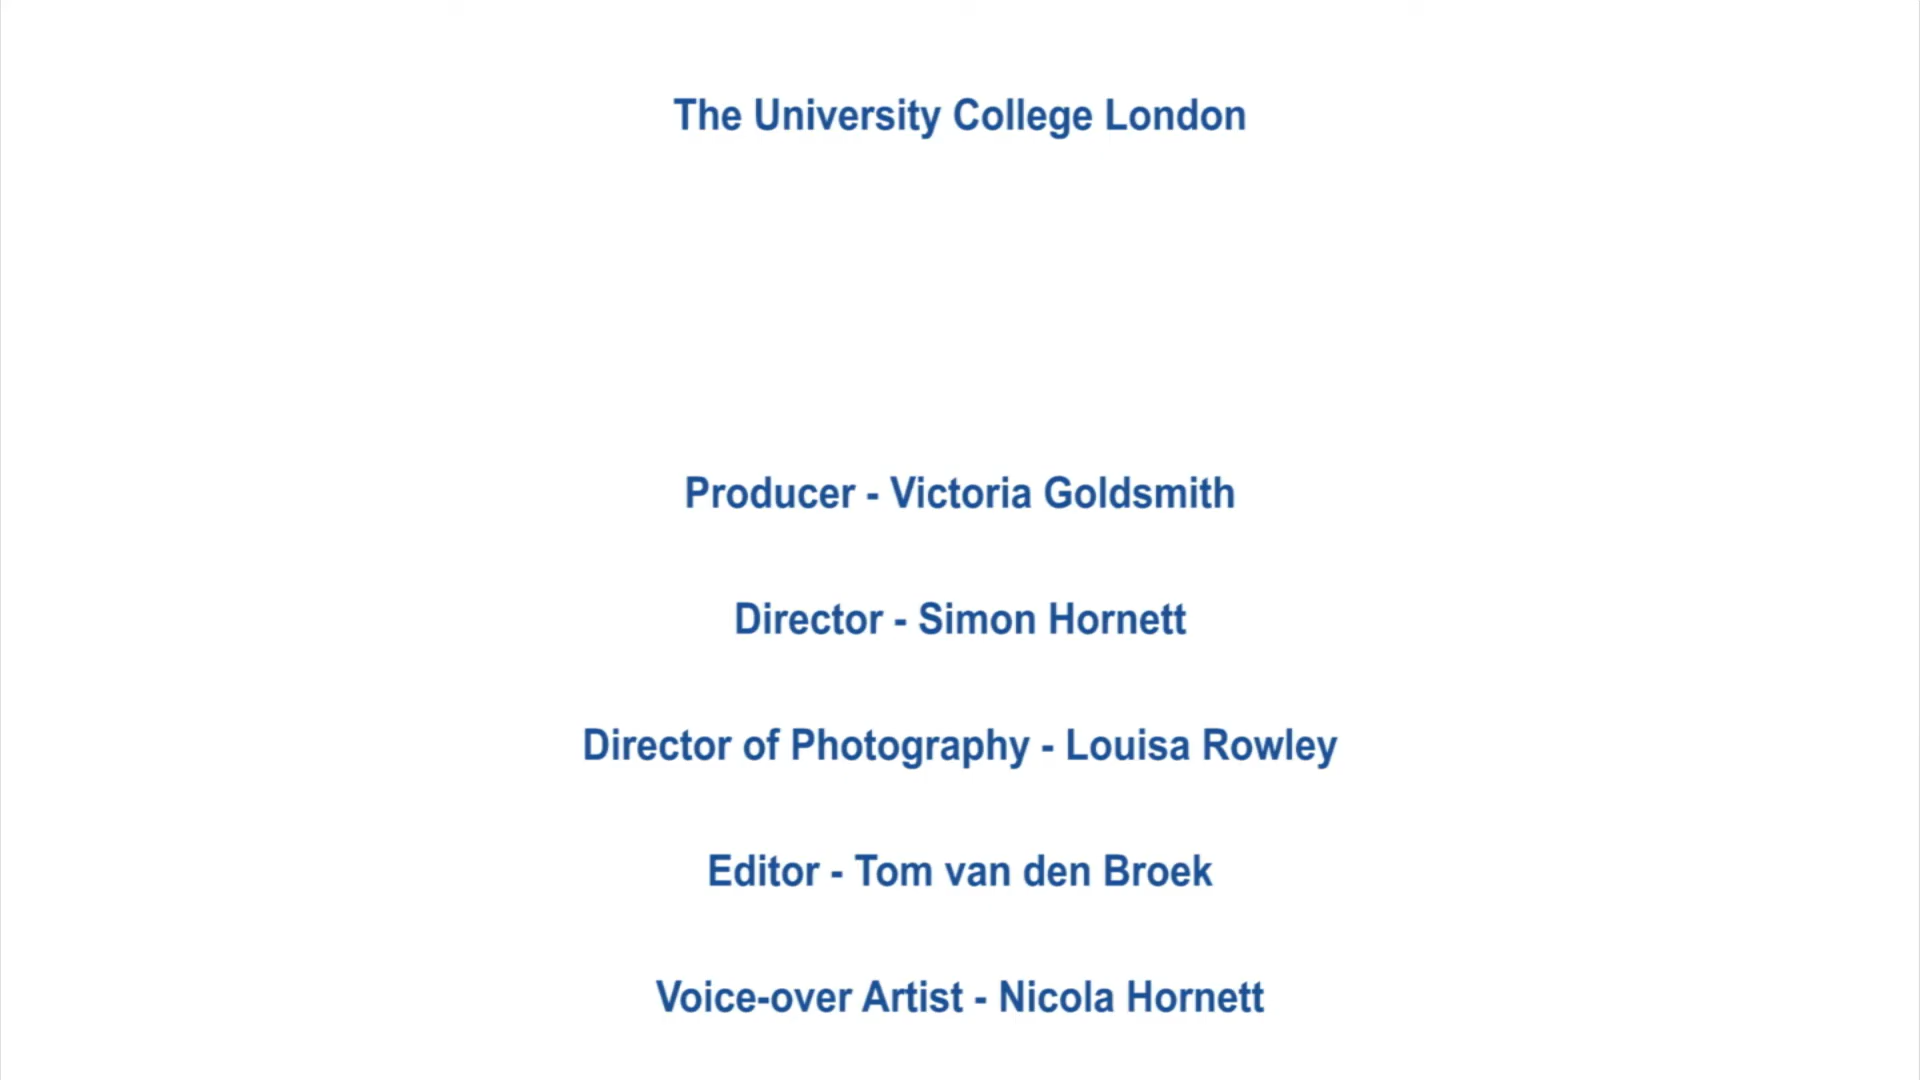 The University College London
Producer - Victoria Goldsmith
Director - Simon Hornett
Director of Photography - Louisa Rowley
Editor - Tom van den Broek
Voice-over Artist - Nicola Hornett